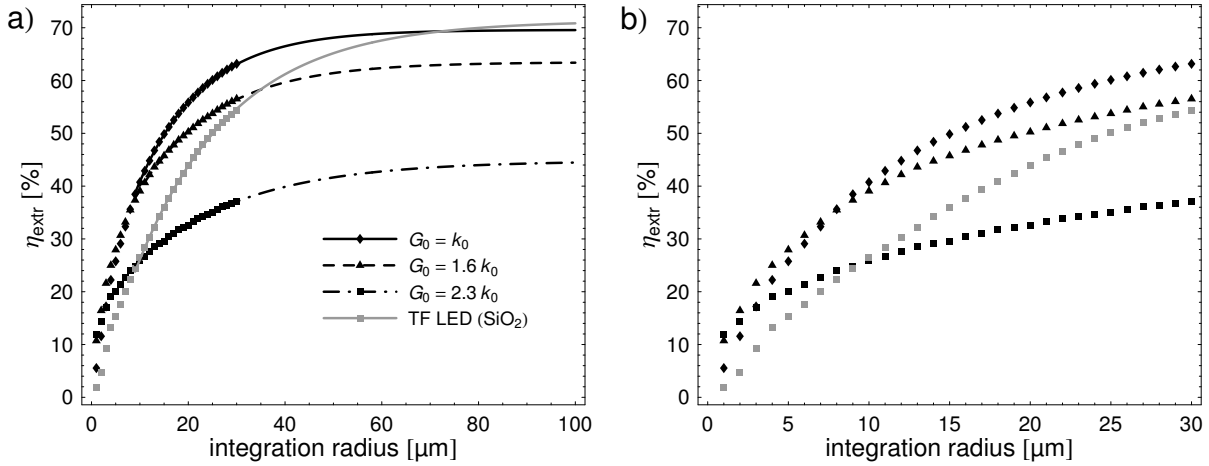 a)
η_extr [%]
70
60
50
40
30
20
10
0
G₀ = k₀
G₀ = 1.6 k₀
G₀ = 2.3 k₀
TF LED (SiO₂)
0 20 40 60 80 100
integration radius [µm]
b)
η_extr [%]
70
60
50
40
30
20
10
0
0 5 10 15 20 25 30
integration radius [µm]